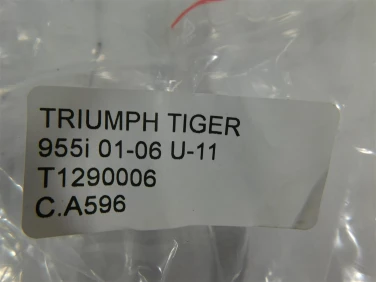 TRIUMPH TIGER
955i 01-06 U-11
T1290006
C.A596